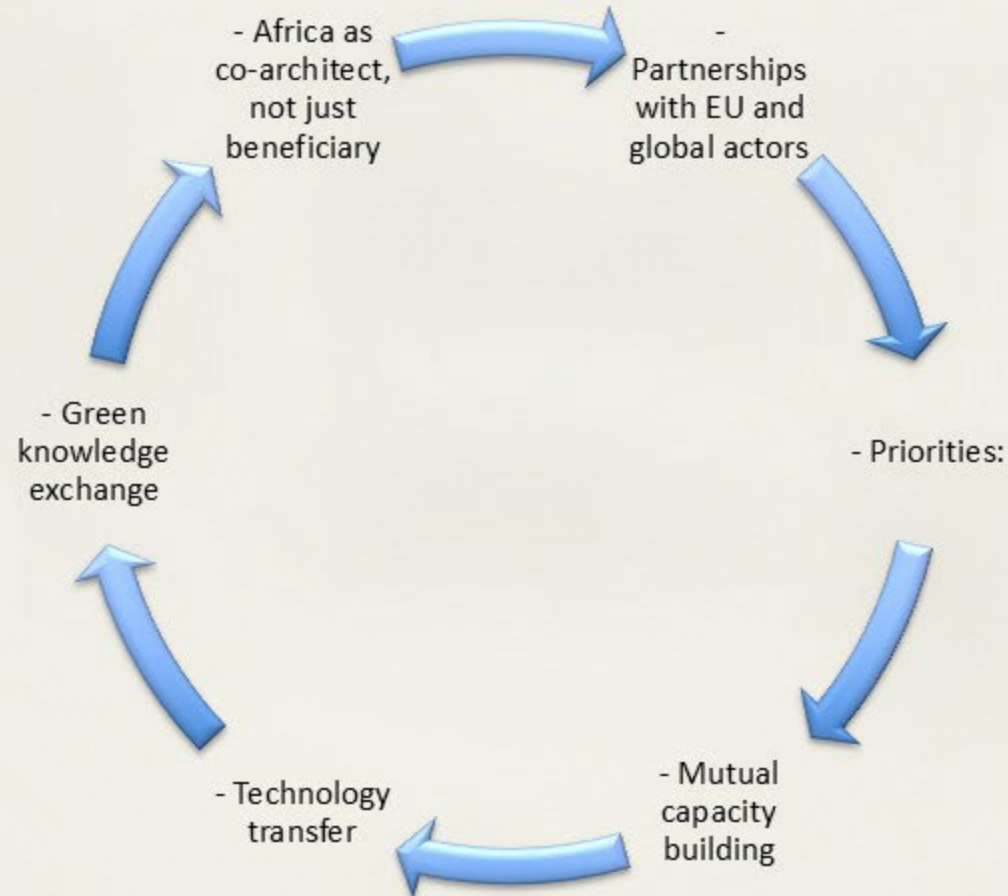 - Africa as
co-architect,
not just
beneficiary
-
Partnerships
with EU and
global actors
- Priorities:
- Mutual
capacity
building
- Technology
transfer
- Green
knowledge
exchange